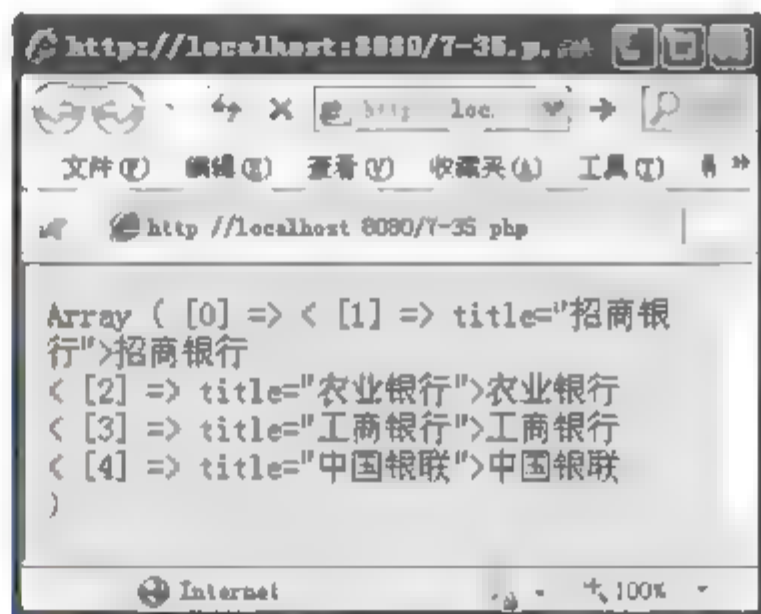 http://localhost:8080/7-35.p.
http loc.
文件(F) 编辑(E) 查看(V) 收藏夹(A) 工具(T) »
http //localhost 8080/7-35 php
Array ( [0] => < [1] => title="招商银
行">招商银行
< [2] => title="农业银行">农业银行
< [3] => title="工商银行">工商银行
< [4] => title="中国银联">中国银联
)
Internet 100%